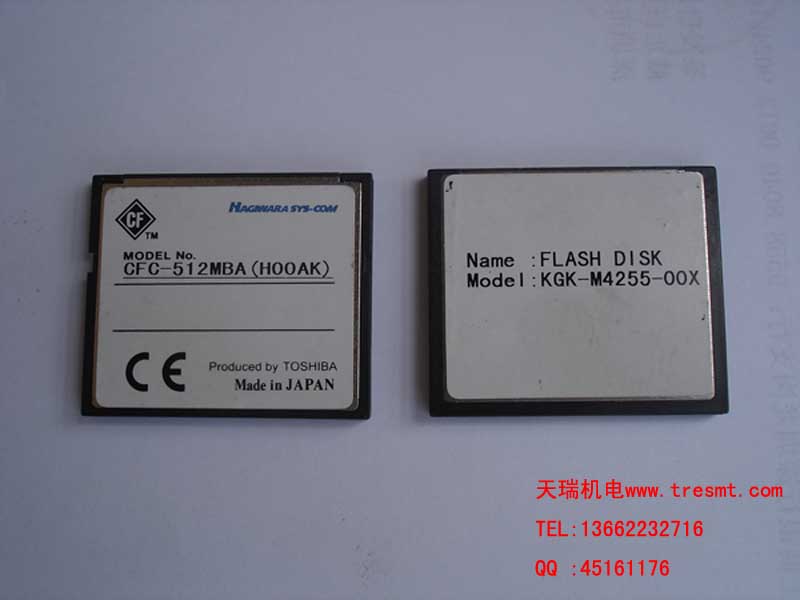 CF
TM
HAGIWARA SYS-COM
MODEL No.
CFC-512MBA(H00AK)
CE
Produced by TOSHIBA
Made in JAPAN
Name :FLASH DISK
Model:KGK-M4255-00X
天瑞机电www.tresmt.com
TEL:13662232716
QQ :45161176